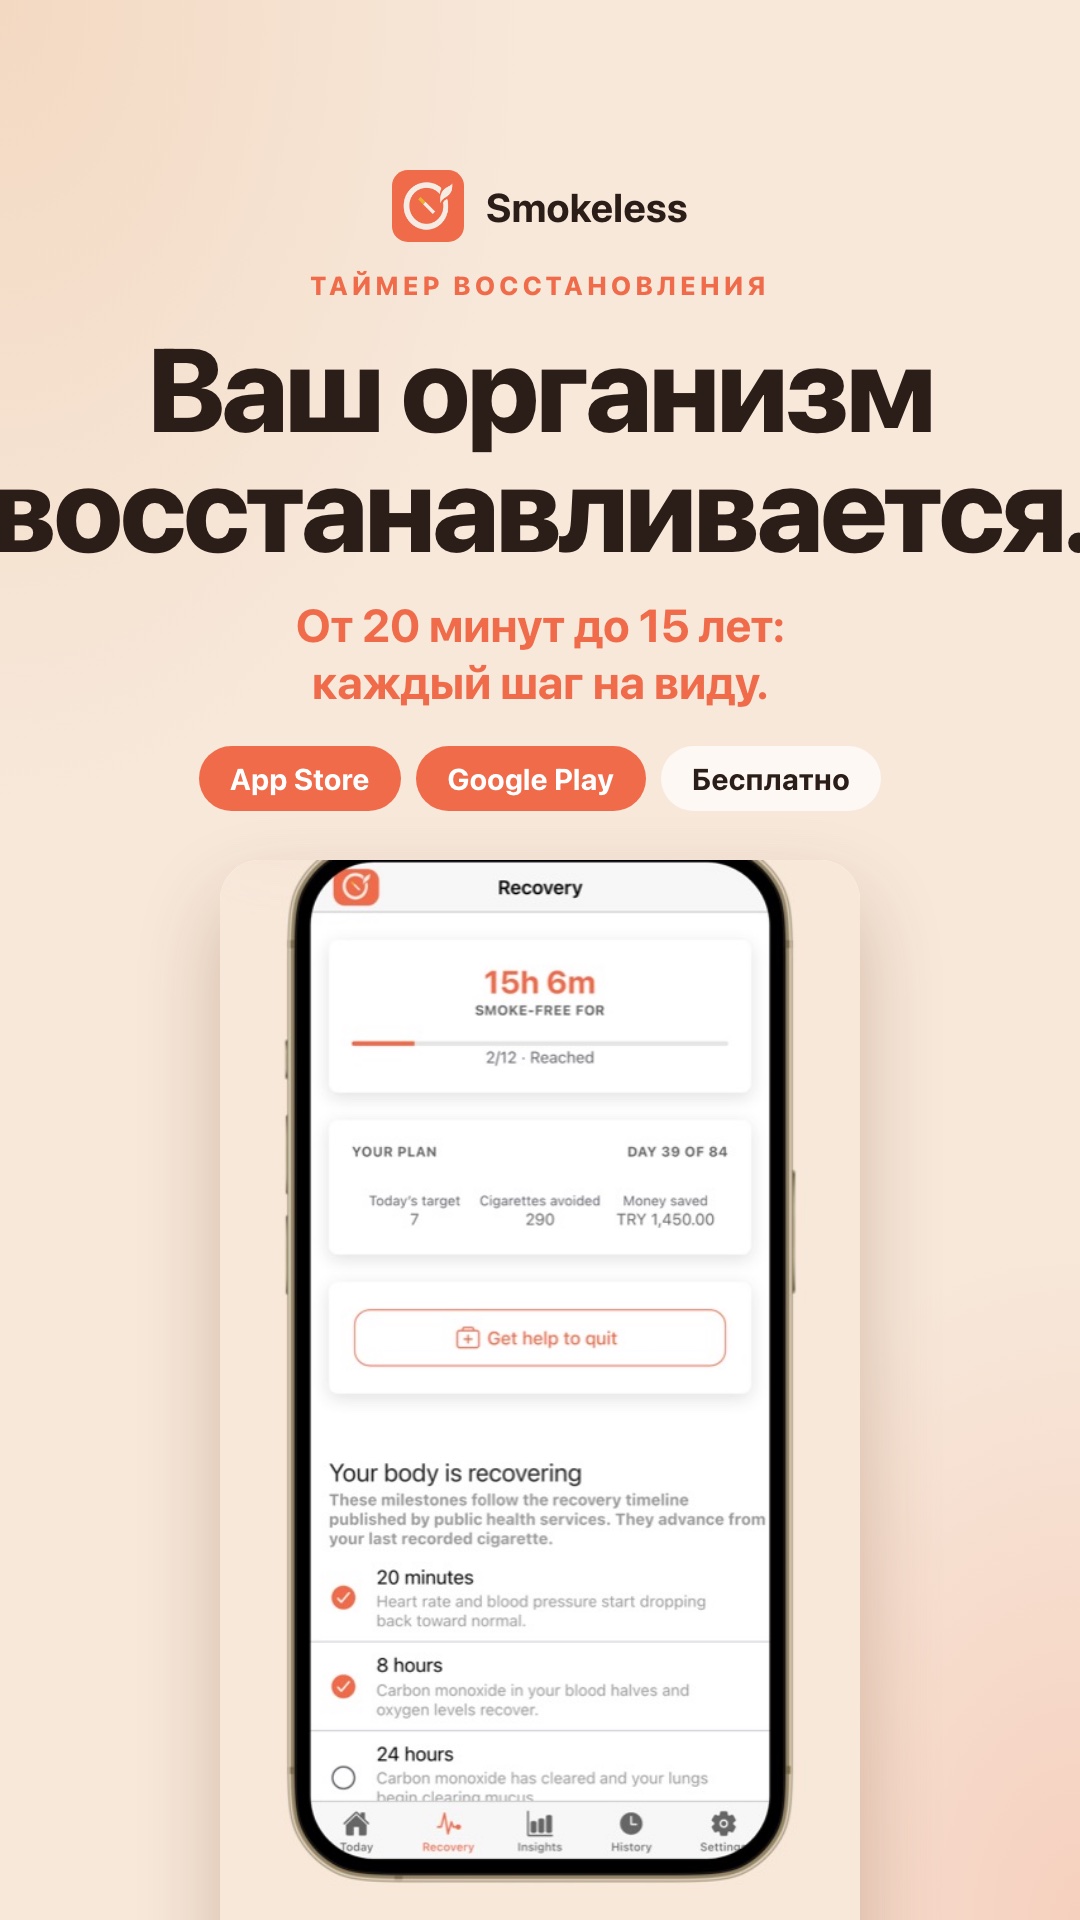 Smokeless
ТАЙМЕР ВОССТАНОВЛЕНИЯ
Ваш организм
восстанавливается.
От 20 минут до 15 лет:
каждый шаг на виду.
App Store
Google Play
Бесплатно
Recovery
15h 6m
SMOKE-FREE FOR
2/12 · Reached
YOUR PLAN
DAY 39 OF 84
Today's target
Cigarettes avoided
Money saved
7
290
TRY 1,450.00
Get help to quit
Your body is recovering
These milestones follow the recovery timeline
published by public health services. They advance from
your last recorded cigarette.
20 minutes
Heart rate and blood pressure start dropping
back toward normal.
8 hours
Carbon monoxide in your blood halves and
oxygen levels recover.
24 hours
Carbon monoxide has cleared and your lungs
begin clearing mucus.
Today
Recovery
Insights
History
Settings